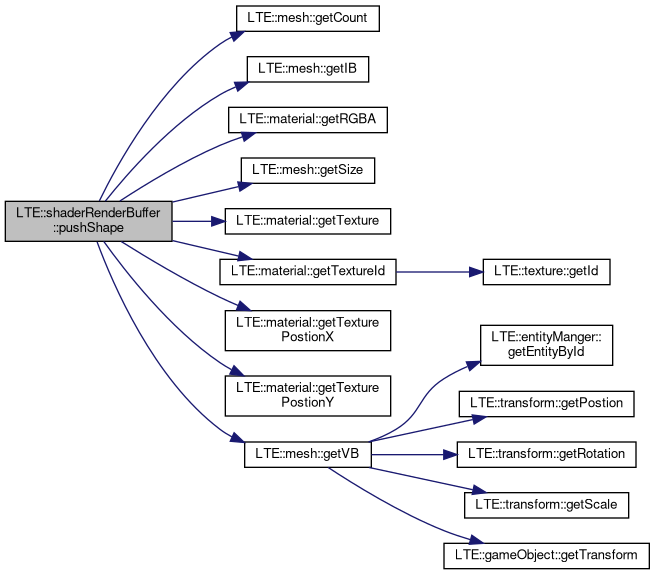 LTE::mesh::getCount
LTE::mesh::getIB
LTE::material::getRGBA
LTE::mesh::getSize
LTE::shaderRenderBuffer
::pushShape
LTE::material::getTexture
LTE::material::getTextureId
LTE::texture::getId
LTE::material::getTexture
PostionX
LTE::material::getTexture
PostionY
LTE::mesh::getVB
LTE::entityManger::
getEntityById
LTE::transform::getPostion
LTE::transform::getRotation
LTE::transform::getScale
LTE::gameObject::getTransform